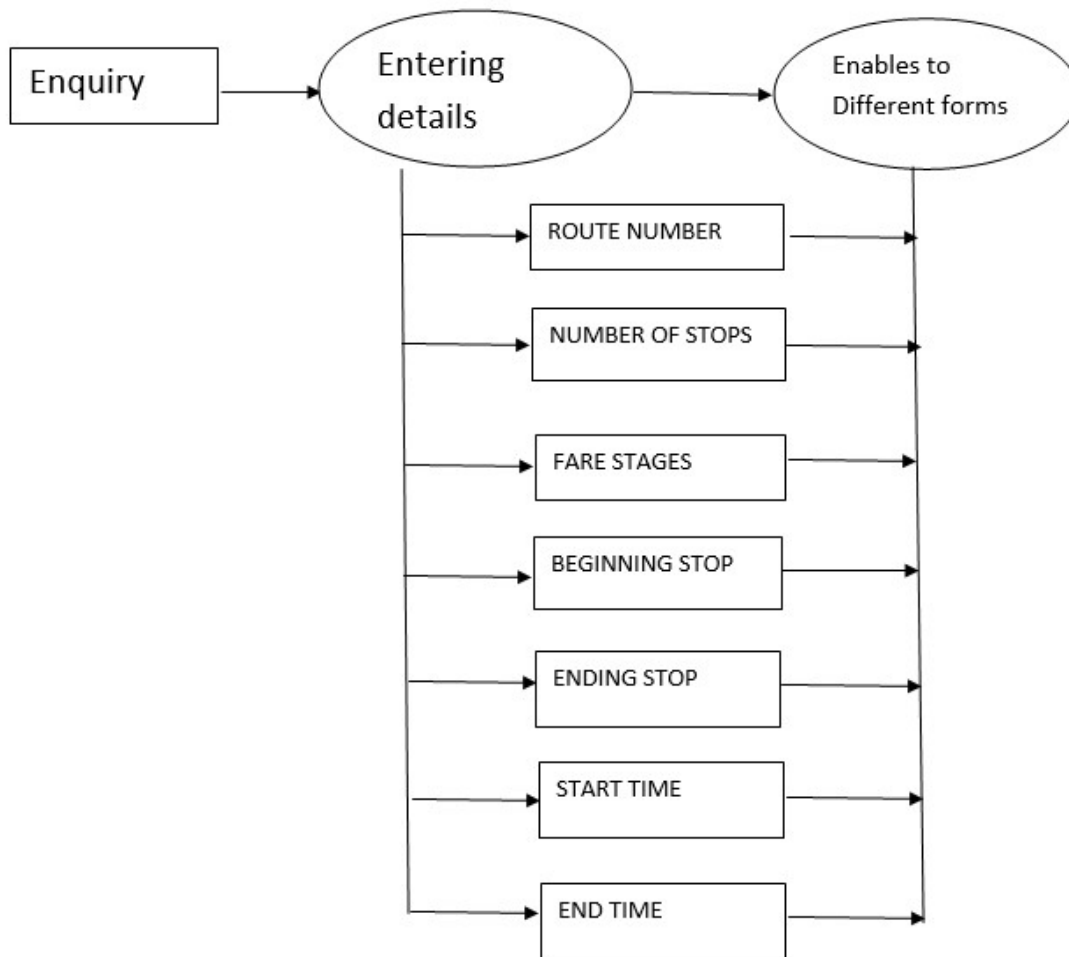 Enquiry
Entering
details
Enables to
Different forms
ROUTE NUMBER
NUMBER OF STOPS
FARE STAGES
BEGINNING STOP
ENDING STOP
START TIME
END TIME